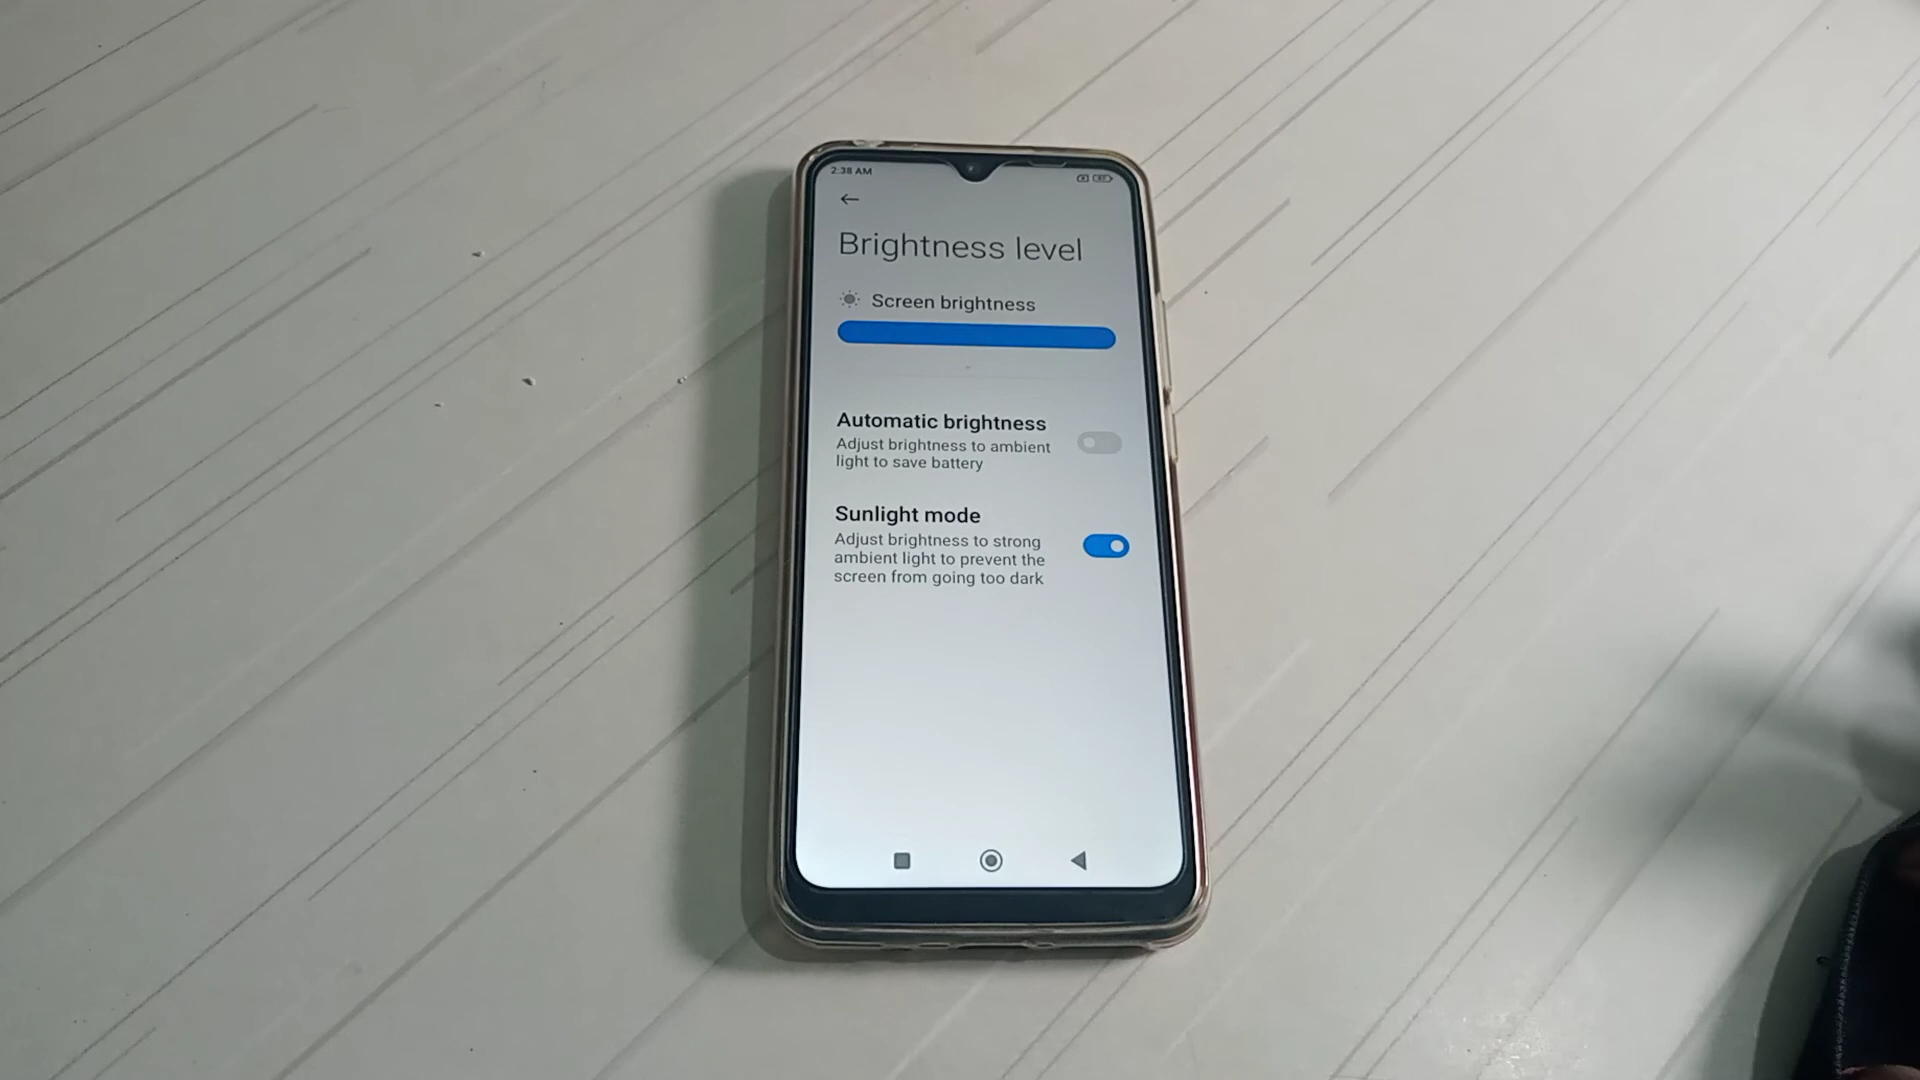 2:38 AM
Brightness level
Screen brightness
Automatic brightness
Adjust brightness to ambient
light to save battery
Sunlight mode
Adjust brightness to strong
ambient light to prevent the
screen from going too dark